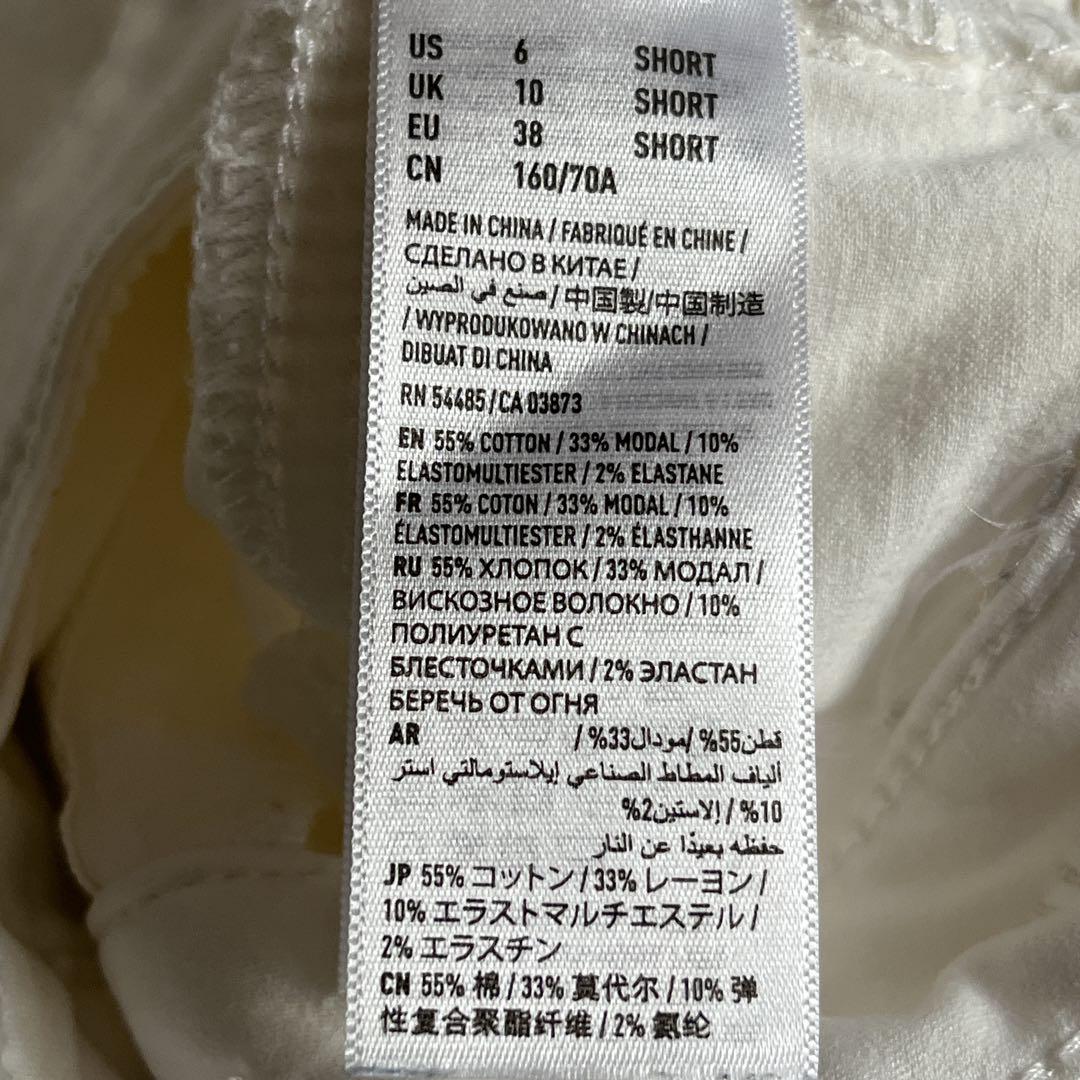 US 6 SHORT
UK 10 SHORT
EU 38 SHORT
CN 160/70A
MADE IN CHINA / FABRIQUÉ EN CHINE /
СДЕЛАНО В КИТАЕ /
صنع في الصين / 中国製/中国制造
/ WYPRODUKOWANO W CHINACH /
DIBUAT DI CHINA
RN 54485 / CA 03873
EN 55% COTTON / 33% MODAL / 10%
ELASTOMULTIESTER / 2% ELASTANE
FR 55% COTON / 33% MODAL / 10%
ÉLASTOMULTIESTER / 2% ÉLASTHANNE
RU 55% ХЛОПОК / 33% МОДАЛ /
ВИСКОЗНОЕ ВОЛОКНО / 10%
ПОЛИУРЕТАН С
БЛЕСТОЧКАМИ / 2% ЭЛАСТАН
БЕРЕЧЬ ОТ ОГНЯ
AR قطن55% /مودال33% /
ألياف المطاط الصناعي إيلاستومالتي استر
10% / إلاستين2%
حفظه بعيدًا عن النار
JP 55% コットン / 33% レーヨン /
10% エラストマルチエステル /
2% エラスチン
CN 55% 棉 / 33% 莫代尔 / 10% 弹
性复合聚酯纤维 / 2% 氨纶